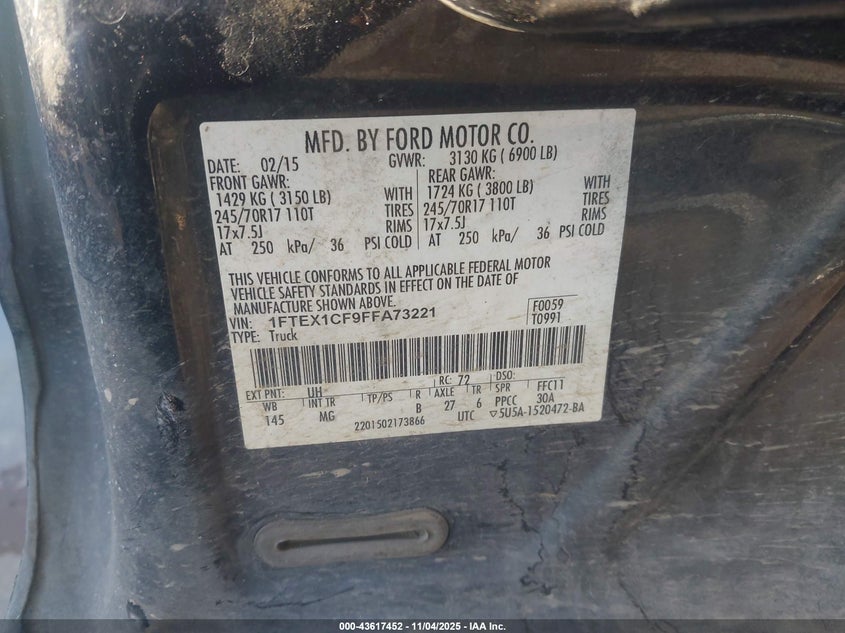 MFD. BY FORD MOTOR CO.
DATE: 02/15 GVWR: 3130 KG ( 6900 LB)
FRONT GAWR: REAR GAWR:
1429 KG ( 3150 LB) WITH 1724 KG ( 3800 LB) WITH
245/70R17 110T TIRES 245/70R17 110T TIRES
17x7.5J RIMS 17x7.5J RIMS
AT 250 kPa/ 36 PSI COLD AT 250 kPa/ 36 PSI COLD
THIS VEHICLE CONFORMS TO ALL APPLICABLE FEDERAL MOTOR
VEHICLE SAFETY STANDARDS IN EFFECT ON THE DATE OF
MANUFACTURE SHOWN ABOVE.
VIN: 1FTEX1CF9FFA73221 F0059
TYPE: Truck T0991
EXT PNT: UH RC: 72 DSO:
WB INT TR TP/PS R AXLE TR SPR FFC11
145 MG B 27 6 PPCC 30A
2201502173866 UTC ▽5U5A-1520472-BA
000-43617452 - 11/04/2025 - IAA Inc.